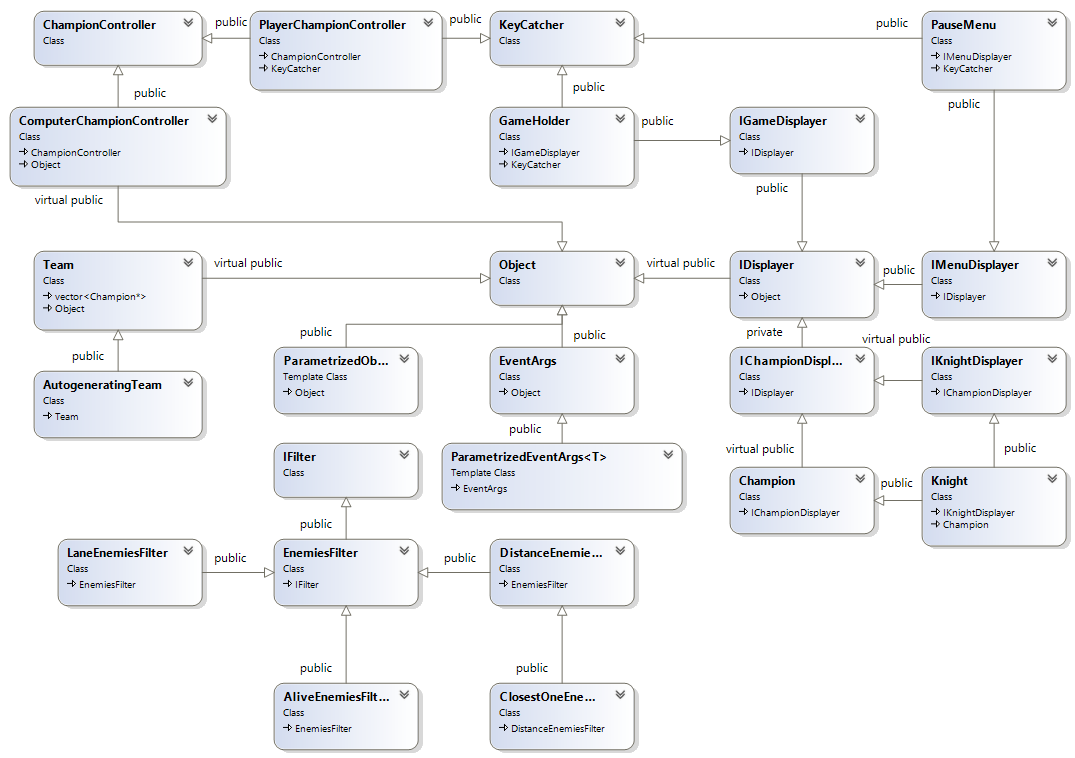 ChampionController
Class
public
PlayerChampionController
Class
ChampionController
KeyCatcher
public
KeyCatcher
Class
public
PauseMenu
Class
IMenuDisplayer
KeyCatcher
public
public
public
ComputerChampionController
Class
ChampionController
Object
virtual public
GameHolder
Class
IGameDisplayer
KeyCatcher
public
IGameDisplayer
Class
IDisplayer
public
Team
Class
vector<Champion*>
Object
virtual public
Object
Class
virtual public
IDisplayer
Class
Object
public
IMenuDisplayer
Class
IDisplayer
public
public
private
virtual public
public
AutogeneratingTeam
Class
Team
ParametrizedOb...
Template Class
Object
EventArgs
Class
Object
IChampionDispl...
Class
IDisplayer
IKnightDisplayer
Class
IChampionDisplayer
public
virtual public
public
IFilter
Class
ParametrizedEventArgs<T>
Template Class
EventArgs
Champion
Class
IChampionDisplayer
public
Knight
Class
IKnightDisplayer
Champion
public
LaneEnemiesFilter
Class
EnemiesFilter
public
EnemiesFilter
Class
IFilter
public
DistanceEnemie...
Class
EnemiesFilter
public
public
AliveEnemiesFilt...
Class
EnemiesFilter
ClosestOneEne...
Class
DistanceEnemiesFilter